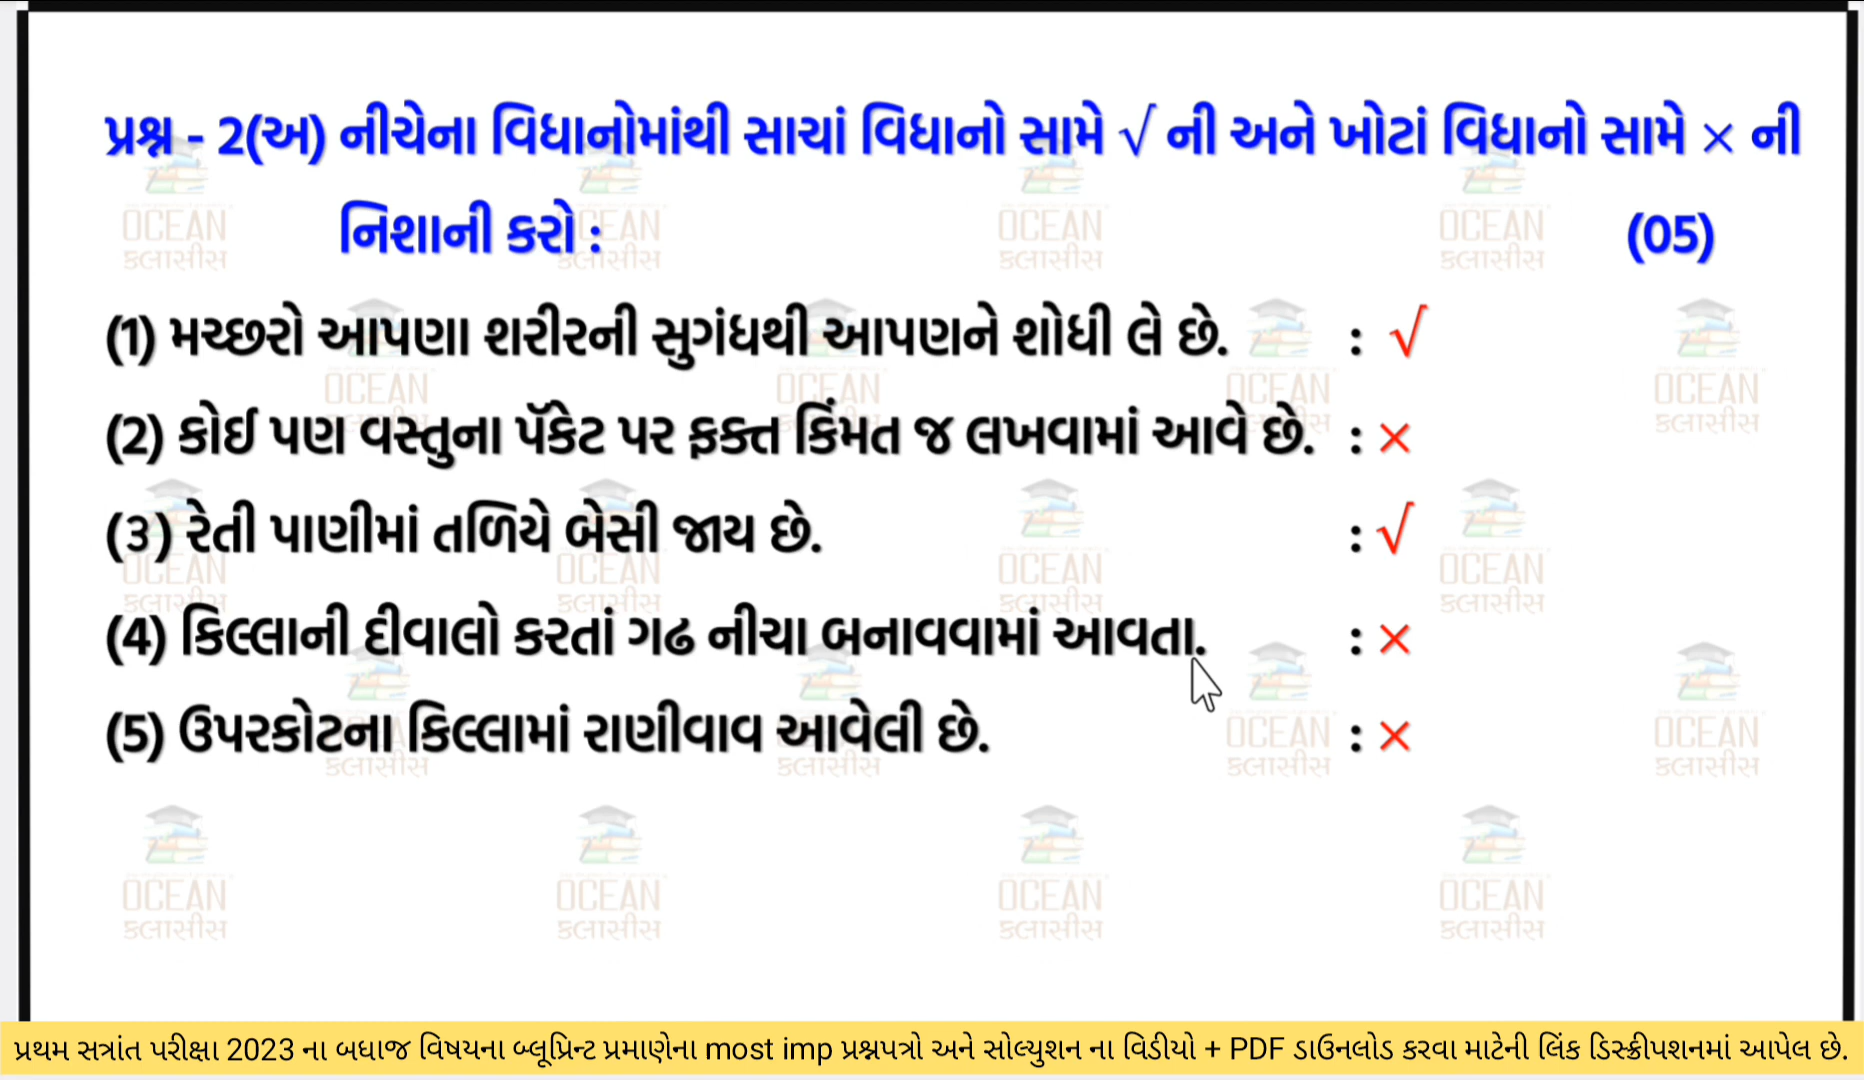 પ્રશ્ન - 2(અ) નીચેના વિધાનોમાંથી સાચાં વિધાનો સામે √ ની અને ખોટાં વિધાનો સામે × ની
નિશાની કરો : (05)
(1) મચ્છરો આપણા શરીરની સુગંધથી આપણને શોધી લે છે. : √
(2) કોઈ પણ વસ્તુના પૅકેટ પર ફક્ત કિંમત જ લખવામાં આવે છે. : ×
(3) રેતી પાણીમાં તળિયે બેસી જાય છે. : √
(4) કિલ્લાની દીવાલો કરતાં ગઢ નીચા બનાવવામાં આવતા. : ×
(5) ઉપરકોટના કિલ્લામાં રાણીવાવ આવેલી છે. : ×
OCEAN
ક્લાસીસ
પ્રથમ સત્રાંત પરીક્ષા 2023 ના બધાજ વિષયના બ્લૂપ્રિન્ટ પ્રમાણેના most imp પ્રશ્નપત્રો અને સોલ્યુશન ના વિડીયો + PDF ડાઉનલોડ કરવા માટેની લિંક ડિસ્ક્રીપશનમાં આપેલ છે.